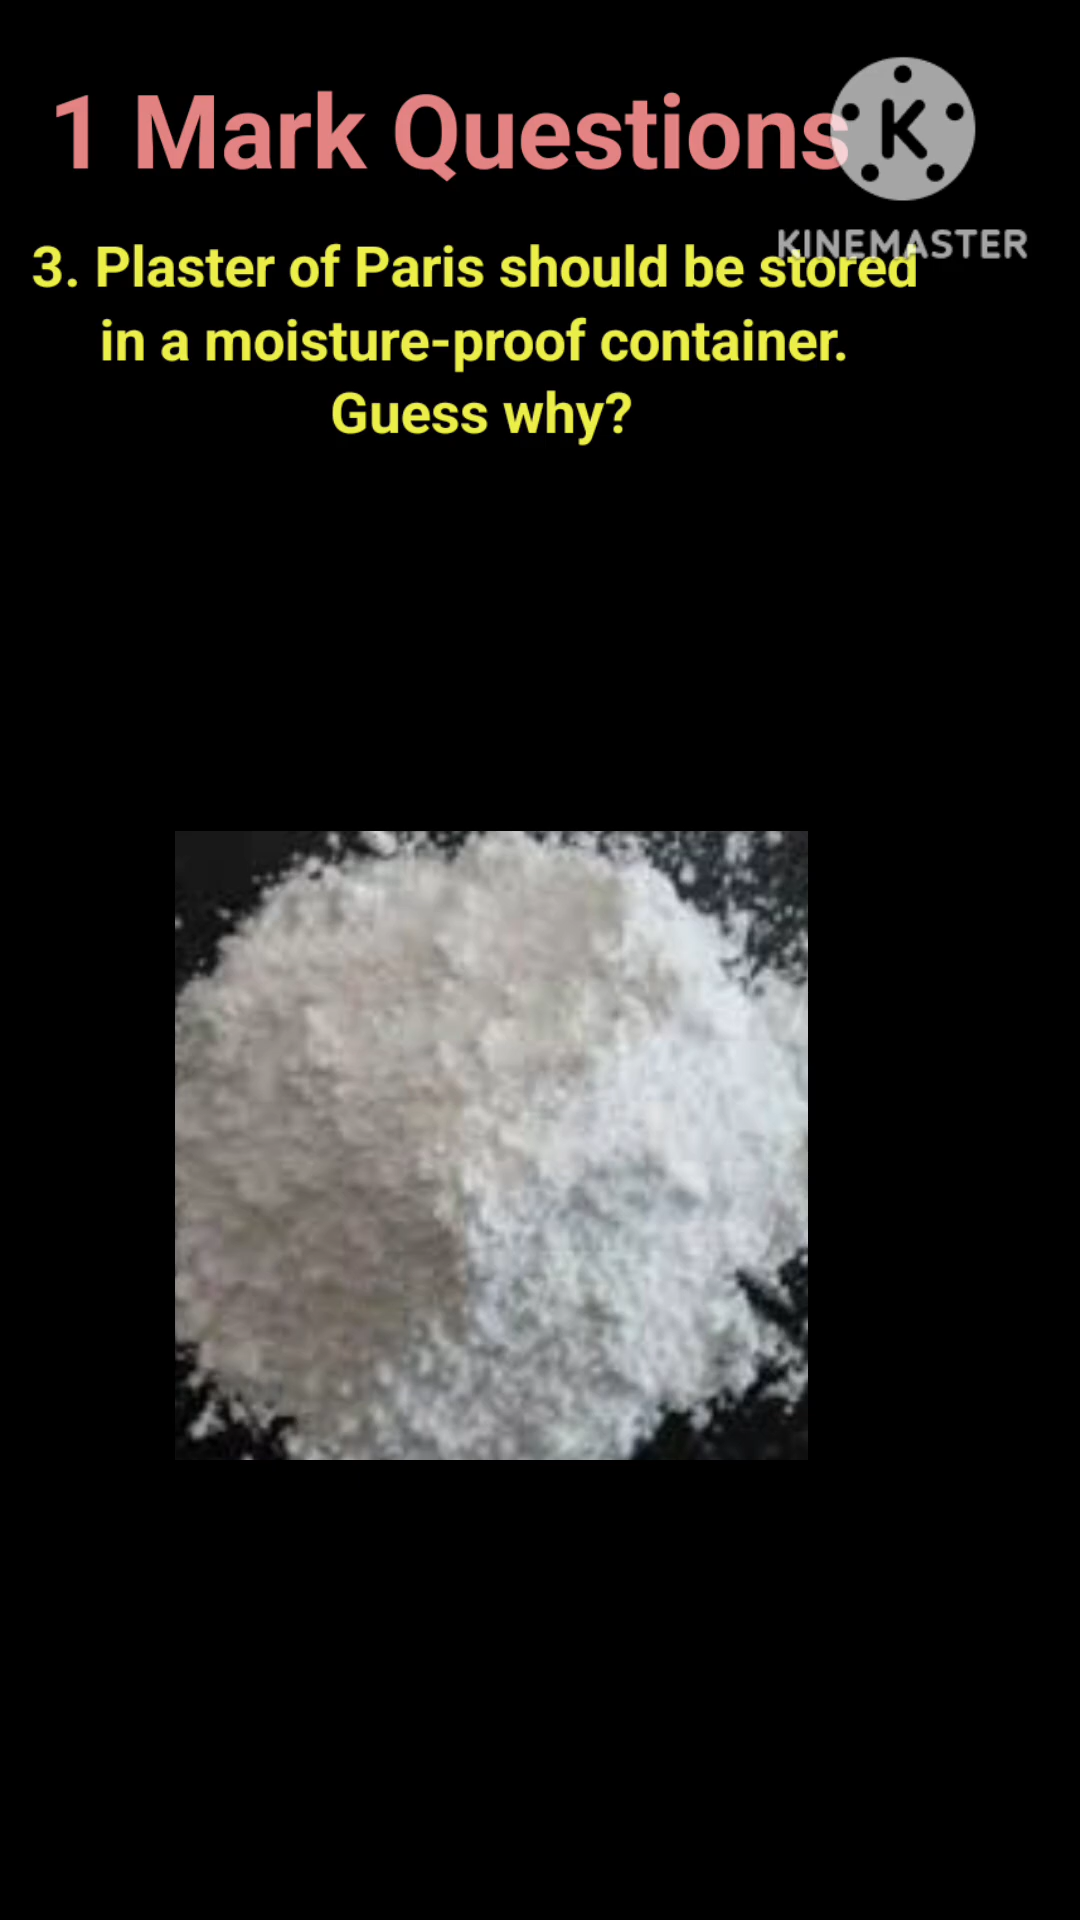 1 Mark Questions
K
KINEMASTER
3. Plaster of Paris should be stored
in a moisture-proof container.
Guess why?